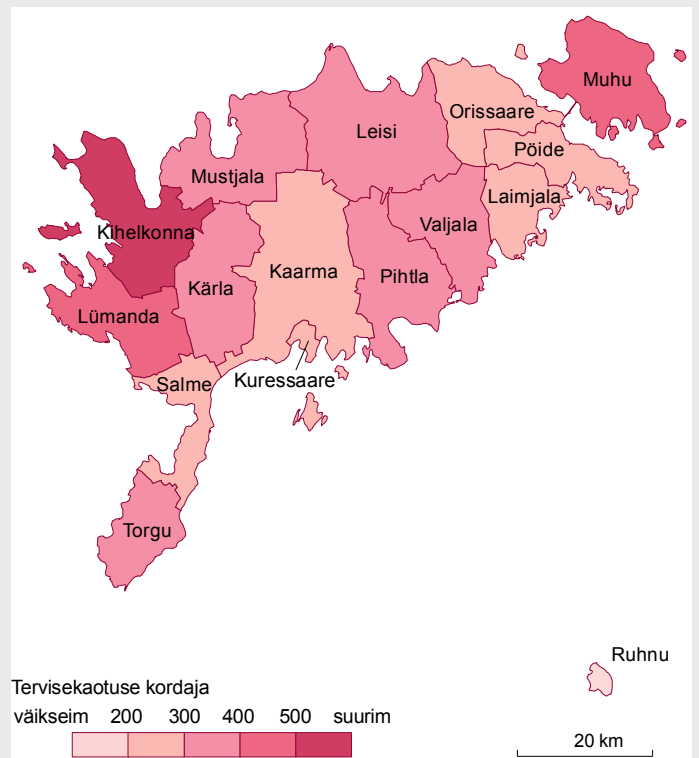 Muhu
Orissaare
Leisi
Pöide
Mustjala
Laimjala
Valjala
Kihelkonna
Kaarma
Pihtla
Kärla
Lümanda
Salme
Kuressaare
Torgu
Ruhnu
Tervisekaotuse kordaja
väikseim 200 300 400 500 suurim
20 km